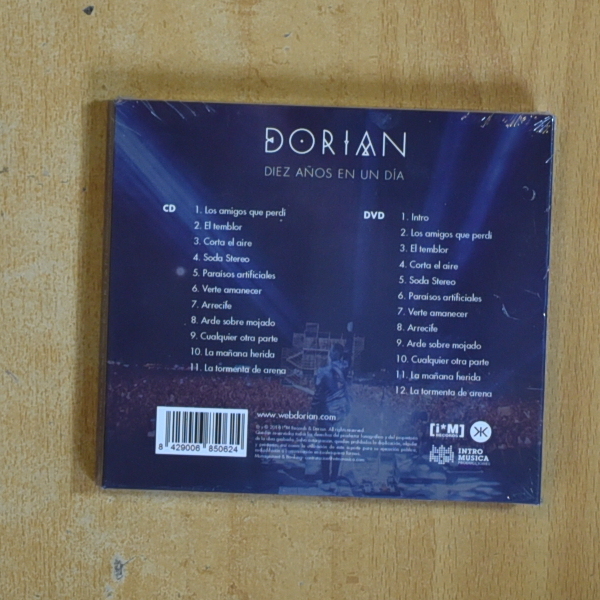 DORIAN
DIEZ AÑOS EN UN DÍA
CD
1. Los amigos que perdí
2. El temblor
3. Corta el aire
4. Soda Stereo
5. Paraísos artificiales
6. Verte amanecer
7. Arrecife
8. Arde sobre mojado
9. Cualquier otra parte
10. La mañana herida
11. La tormenta de arena
DVD
1. Intro
2. Los amigos que perdí
3. El temblor
4. Corta el aire
5. Soda Stereo
6. Paraísos artificiales
7. Verte amanecer
8. Arrecife
9. Arde sobre mojado
10. Cualquier otra parte
11. La mañana herida
12. La tormenta de arena
www.webdorian.com
8 429006 850624
[i*M]
INTRO
MUSICA